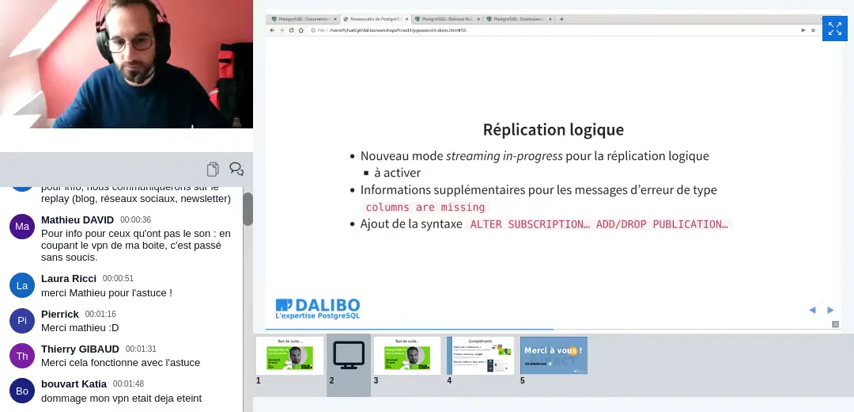 pour info, nous communiquerons sur le
replay (blog, réseaux sociaux, newsletter)
Ma
Mathieu DAVID 00:00:36
Pour info pour ceux qu'ont pas le son : en
coupant le vpn de ma boite, c'est passé
sans soucis.
La
Laura Ricci 00:00:51
merci Mathieu pour l'astuce !
Pi
Pierrick 00:01:16
Merci mathieu :D
Th
Thierry GIBAUD 00:01:31
Merci cela fonctionne avec l'astuce
Bo
bouvart Katia 00:01:48
dommage mon vpn etait deja eteint
Réplication logique
Nouveau mode streaming in-progress pour la réplication logique
à activer
Informations supplémentaires pour les messages d'erreur de type
columns are missing
Ajout de la syntaxe ALTER SUBSCRIPTION… ADD/DROP PUBLICATION…
DALIBO
L'expertise PostgreSQL
1
2
3
4
5
Merci à vous !